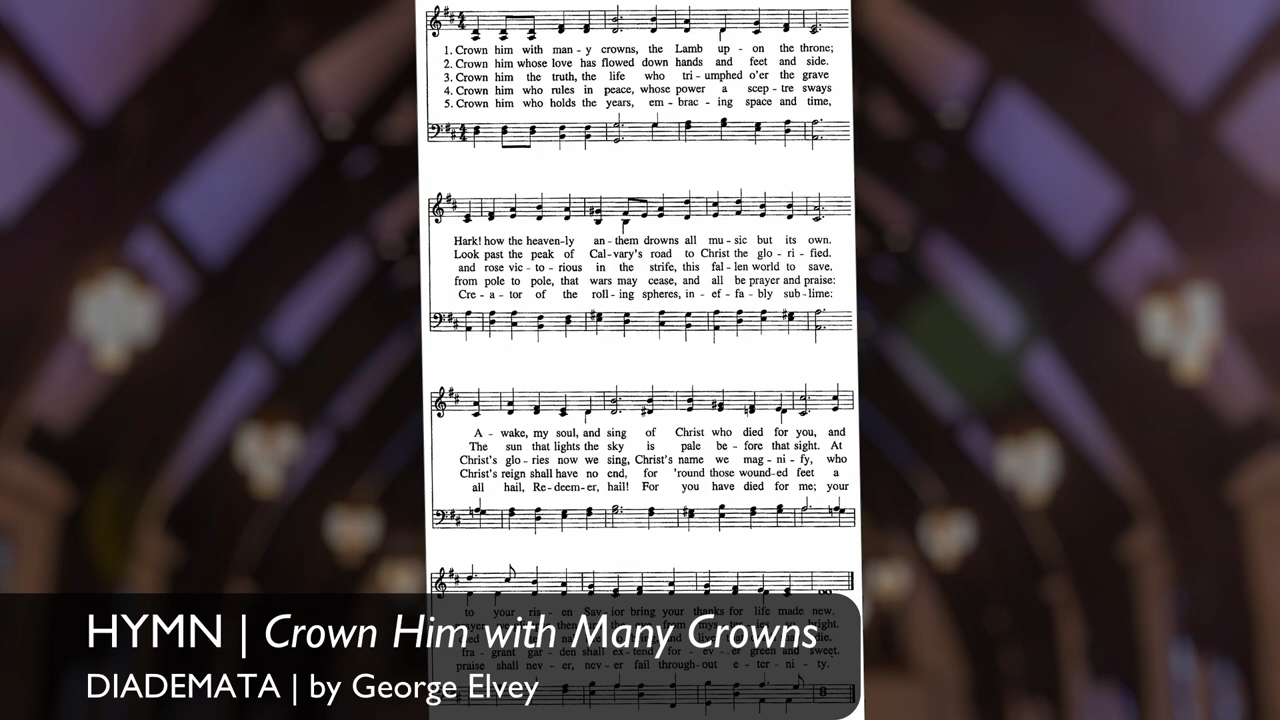 1. Crown him with man – y crowns, the Lamb up – on the throne;
2. Crown him whose love has flowed down hands and feet and side.
3. Crown him the truth, the life who tri – umphed o'er the grave
4. Crown him who rules in peace, whose power a scep – tre sways
5. Crown him who holds the years, em – brac – ing space and time,
Hark! how the heaven-ly an – them drowns all mu – sic but its own.
Look past the peak of Cal – vary's road to Christ the glo – ri – fied.
and rose vic – to – rious in the strife, this fal – len world to save.
from pole to pole, that wars may cease, and all be prayer and praise:
Cre – a – tor of the roll – ing spheres, in – ef – fa – bly sub – lime:
A – wake, my soul, and sing of Christ who died for you, and
The sun that lights the sky is pale be – fore that sight. At
Christ's glo – ries now we sing, Christ's name we mag – ni – fy, who
Christ's reign shall have no end, for 'round those wound – ed feet a
all hail, Re – deem – er, hail! For you have died for me; your
to your ris – en Sav – ior bring your thanks for life made new.
bright.
die.
fra – grant gar – den shall ex – tend for – ev – er green and sweet.
praise shall nev – er, nev – er fail through – out e – ter – ni – ty.
HYMN | Crown Him with Many Crowns
DIADEMATA | by George Elvey